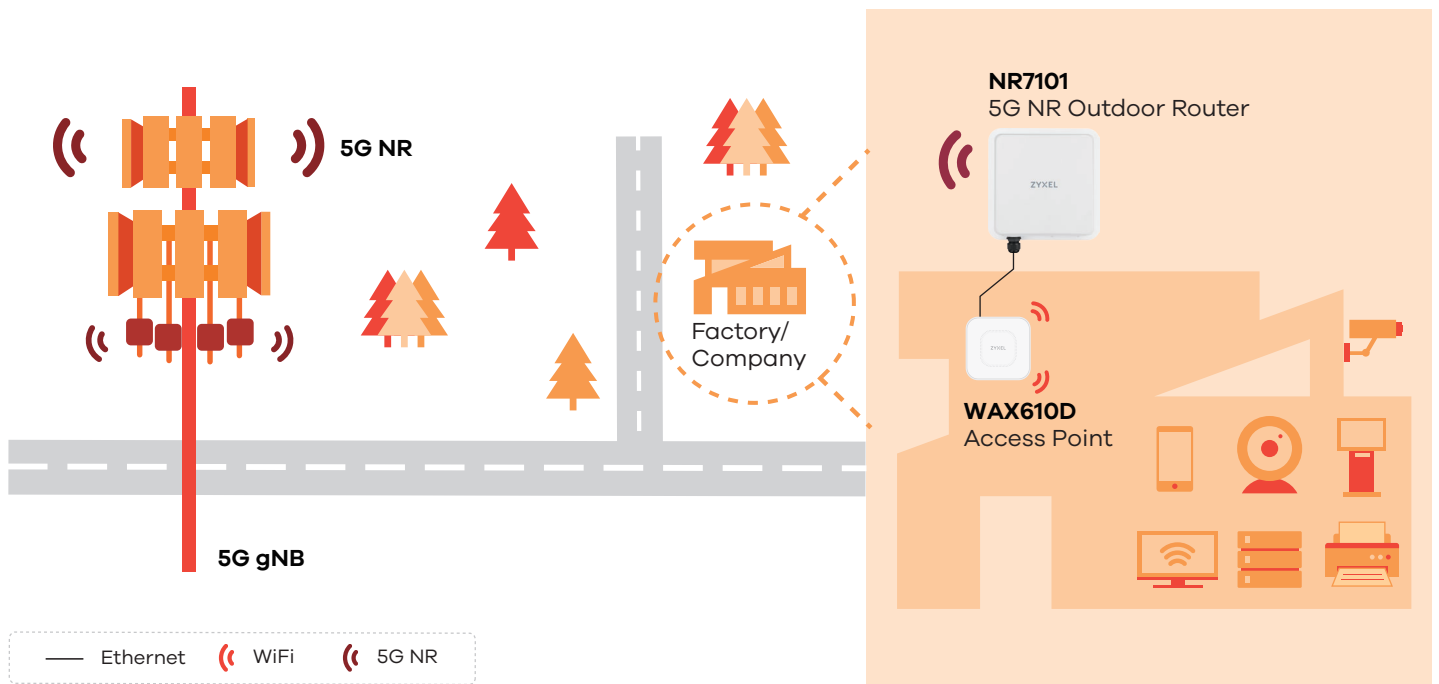 NR7101
5G NR Outdoor Router
ZYXEL
5G NR
Factory/
Company
ZYXEL
WAX610D
Access Point
5G gNB
Ethernet
WiFi
5G NR